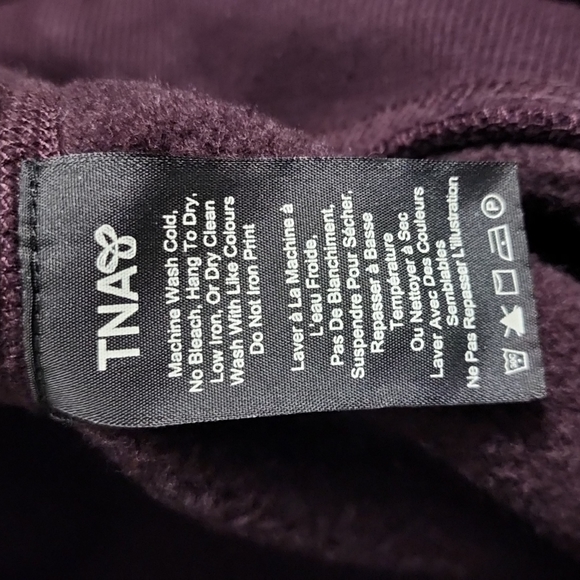 TNA
Machine Wash Cold,
No Bleach, Hang To Dry,
Low Iron, Or Dry Clean
Wash With Like Colours
Do Not Iron Print
Laver à La Machine à
L'eau Froide,
Pas De Blanchiment,
Suspendre Pour Sécher,
Repasser à Basse
Température
Ou Nettoyer à Sec
Laver Avec Des Couleurs
Semblables
Ne Pas Repasser L'illustration
P